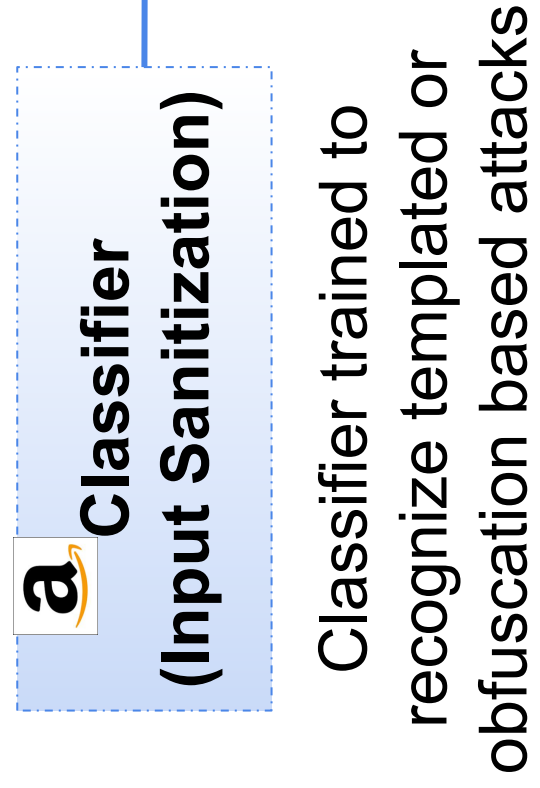 Classifier
(Input Sanitization)
Classifier trained to
recognize templated or
obfuscation based attacks